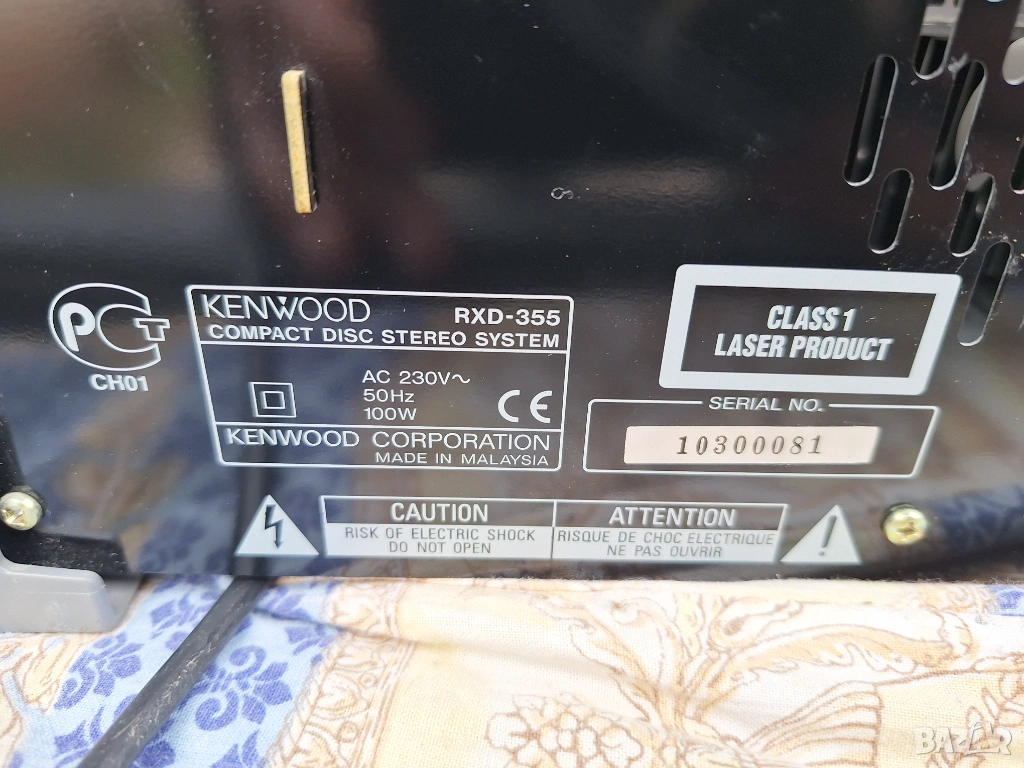 PCT
CH01
KENWOOD RXD-355
COMPACT DISC STEREO SYSTEM
AC 230V~
50Hz
100W
CE
KENWOOD CORPORATION
MADE IN MALAYSIA
CLASS 1
LASER PRODUCT
SERIAL NO.
10300081
CAUTION
RISK OF ELECTRIC SHOCK
DO NOT OPEN
ATTENTION
RISQUE DE CHOC ELECTRIQUE
NE PAS OUVRIR
BAZAR